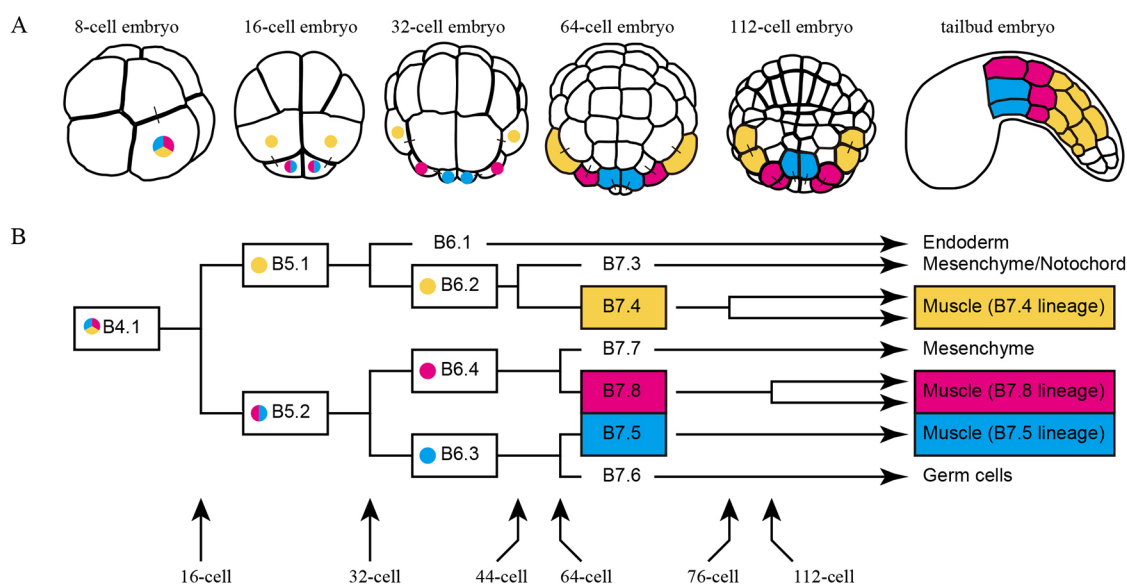 A
8-cell embryo
16-cell embryo
32-cell embryo
64-cell embryo
112-cell embryo
tailbud embryo
B
B4.1
B5.1
B5.2
B6.1
B6.2
B6.4
B6.3
B7.3
B7.4
B7.7
B7.8
B7.5
B7.6
Endoderm
Mesenchyme/Notochord
Muscle (B7.4 lineage)
Mesenchyme
Muscle (B7.8 lineage)
Muscle (B7.5 lineage)
Germ cells
16-cell
32-cell
44-cell
64-cell
76-cell
112-cell